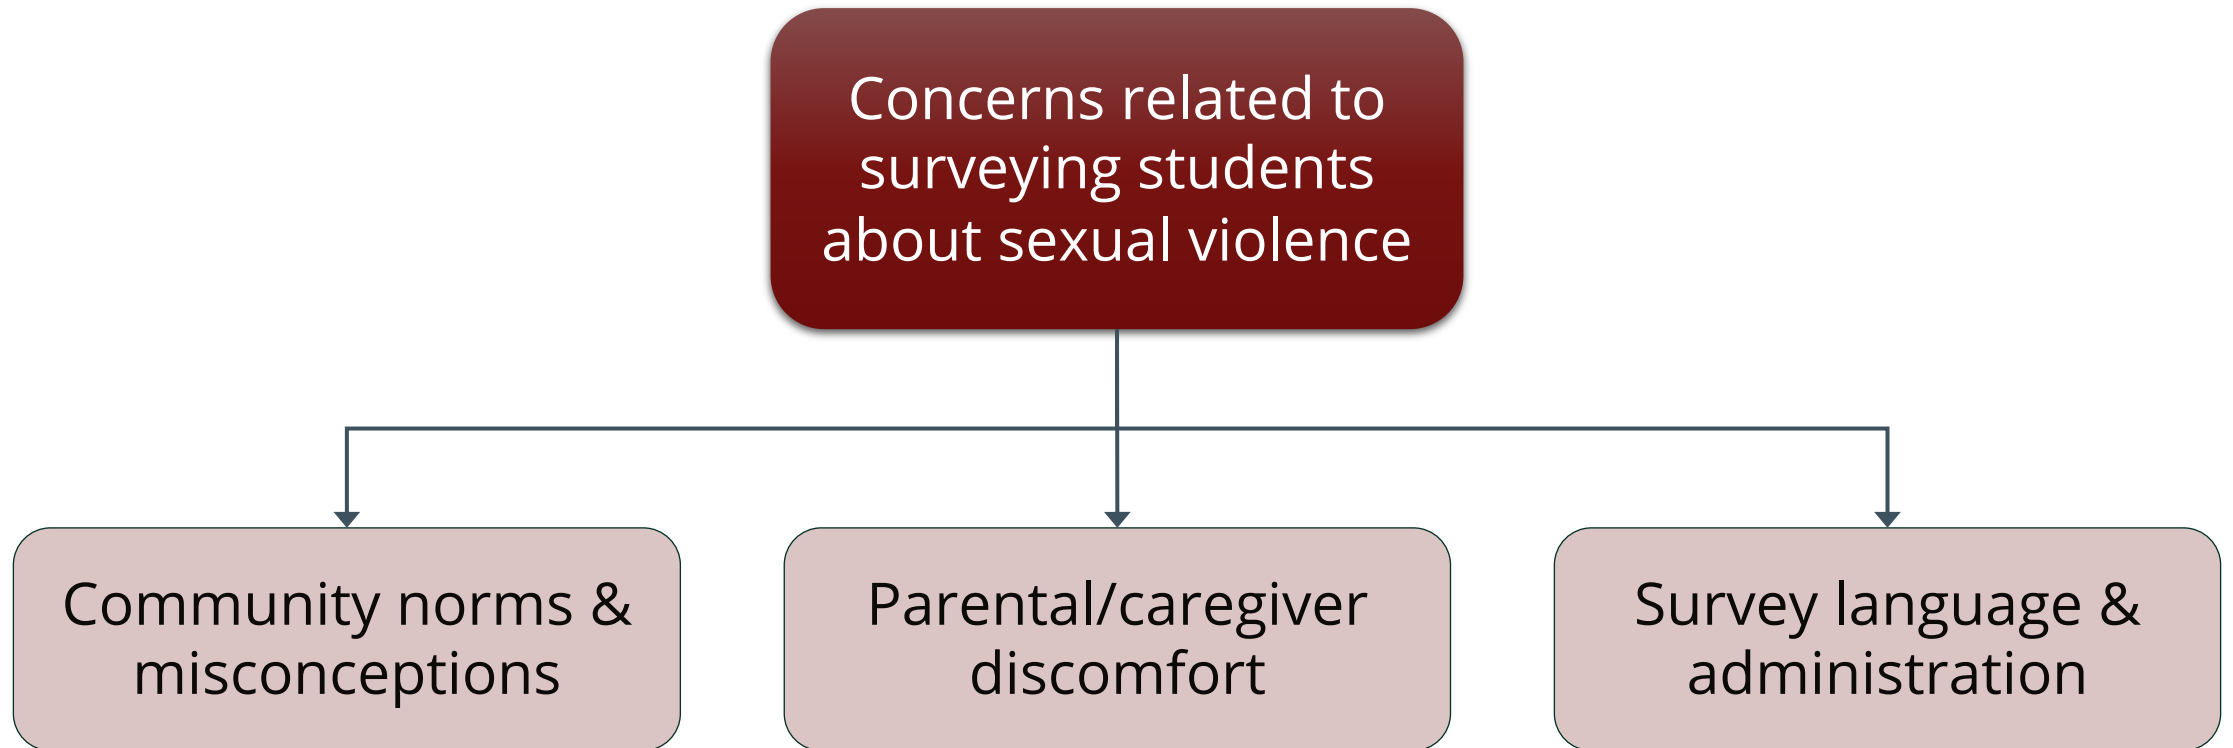 Concerns related to
surveying students
about sexual violence
Community norms &
misconceptions
Parental/caregiver
discomfort
Survey language &
administration